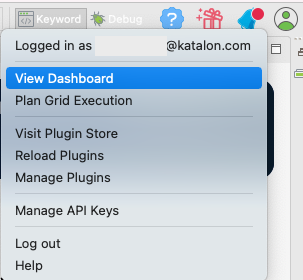 Keyword
Debug
Logged in as @katalon.com
View Dashboard
Plan Grid Execution
Visit Plugin Store
Reload Plugins
Manage Plugins
Manage API Keys
Log out
Help